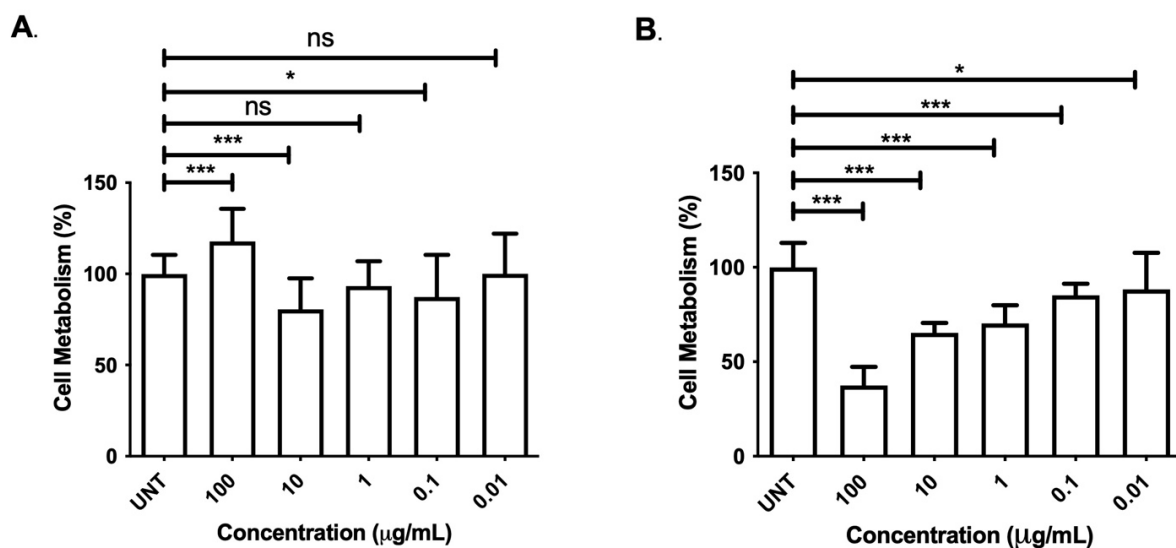 A.
ns
*
ns
***
***
150
100
50
0
Cell Metabolism (%)
UNT
100
10
1
0.1
0.01
Concentration (µg/mL)
B.
*
***
***
***
***
150
100
50
0
Cell Metabolism (%)
UNT
100
10
1
0.1
0.01
Concentration (µg/mL)